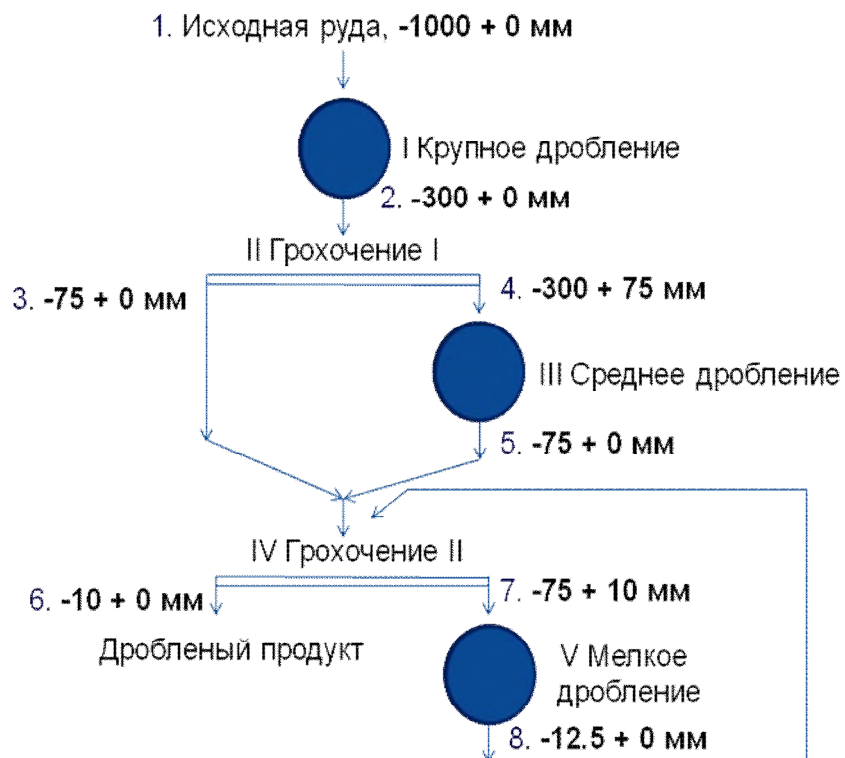 1. Исходная руда, -1000 + 0 мм
I Крупное дробление
2. -300 + 0 мм
II Грохочение I
3. -75 + 0 мм
4. -300 + 75 мм
III Среднее дробление
5. -75 + 0 мм
IV Грохочение II
6. -10 + 0 мм
7. -75 + 10 мм
Дробленый продукт
V Мелкое
дробление
8. -12.5 + 0 мм